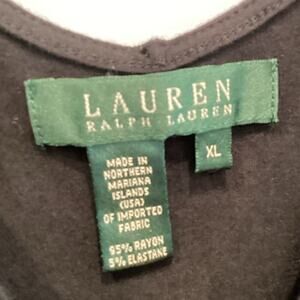 LAUREN
RALPH LAUREN
XL
MADE IN
NORTHERN
MARIANA
ISLANDS
(USA)
OF IMPORTED
FABRIC
95% RAYON
5% ELASTANE